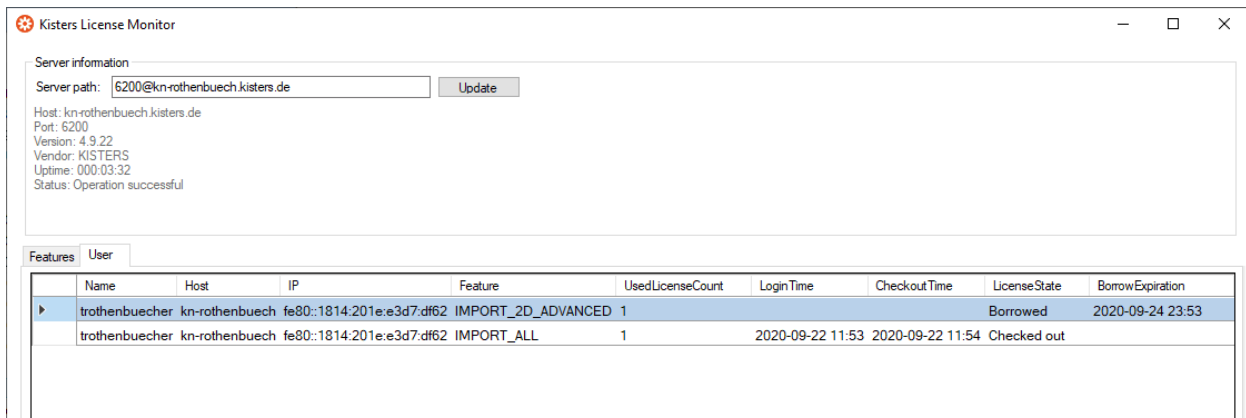 Kisters License Monitor
Server information
Server path: 6200@kn-rothenbuech.kisters.de Update
Host: kn-rothenbuech.kisters.de
Port: 6200
Version: 4.9.22
Vendor: KISTERS
Uptime: 000:03:32
Status: Operation successful
Features User
Name Host IP Feature UsedLicenseCount LoginTime CheckoutTime LicenseState BorrowExpiration
trothenbuecher kn-rothenbuech fe80::1814:201e:e3d7:df62 IMPORT_2D_ADVANCED 1 Borrowed 2020-09-24 23:53
trothenbuecher kn-rothenbuech fe80::1814:201e:e3d7:df62 IMPORT_ALL 1 2020-09-22 11:53 2020-09-22 11:54 Checked out